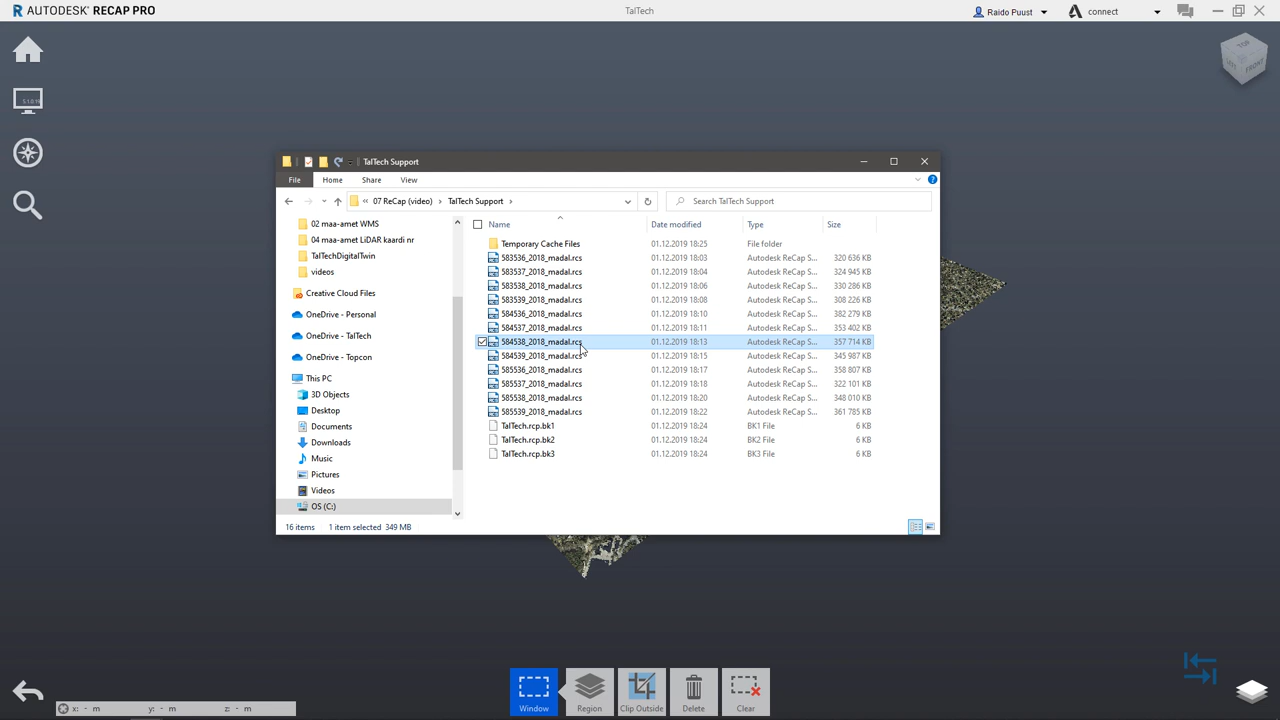 AUTODESK RECAP PRO
TalTech
Raido Puust
connect
TOP
FRONT
TalTech Support
File Home Share View
07 ReCap (video) TalTech Support
Search TalTech Support
02 maa-amet WMS
04 maa-amet LiDAR kaardi nr
TalTechDigitalTwin
videos
Creative Cloud Files
OneDrive - Personal
OneDrive - TalTech
OneDrive - Topcon
This PC
3D Objects
Desktop
Documents
Downloads
Music
Pictures
Videos
OS (C:)
Name Date modified Type Size
Temporary Cache Files 01.12.2019 18:25 File folder
583536_2018_madal.rcs 01.12.2019 18:03 Autodesk ReCap S... 320 636 KB
583537_2018_madal.rcs 01.12.2019 18:04 Autodesk ReCap S... 324 945 KB
583538_2018_madal.rcs 01.12.2019 18:06 Autodesk ReCap S... 330 286 KB
583539_2018_madal.rcs 01.12.2019 18:08 Autodesk ReCap S... 308 226 KB
584536_2018_madal.rcs 01.12.2019 18:10 Autodesk ReCap S... 382 279 KB
584537_2018_madal.rcs 01.12.2019 18:11 Autodesk ReCap S... 353 402 KB
584538_2018_madal.rcs 01.12.2019 18:13 Autodesk ReCap S... 357 714 KB
584539_2018_madal.rcs 01.12.2019 18:15 Autodesk ReCap S... 345 987 KB
585536_2018_madal.rcs 01.12.2019 18:17 Autodesk ReCap S... 358 807 KB
585537_2018_madal.rcs 01.12.2019 18:18 Autodesk ReCap S... 322 101 KB
585538_2018_madal.rcs 01.12.2019 18:20 Autodesk ReCap S... 348 010 KB
585539_2018_madal.rcs 01.12.2019 18:22 Autodesk ReCap S... 361 785 KB
TalTech.rcp.bk1 01.12.2019 18:24 BK1 File 6 KB
TalTech.rcp.bk2 01.12.2019 18:24 BK2 File 6 KB
TalTech.rcp.bk3 01.12.2019 18:24 BK3 File 6 KB
16 items 1 item selected 349 MB
Window Region Clip Outside Delete Clear
x: - m y: - m z: - m